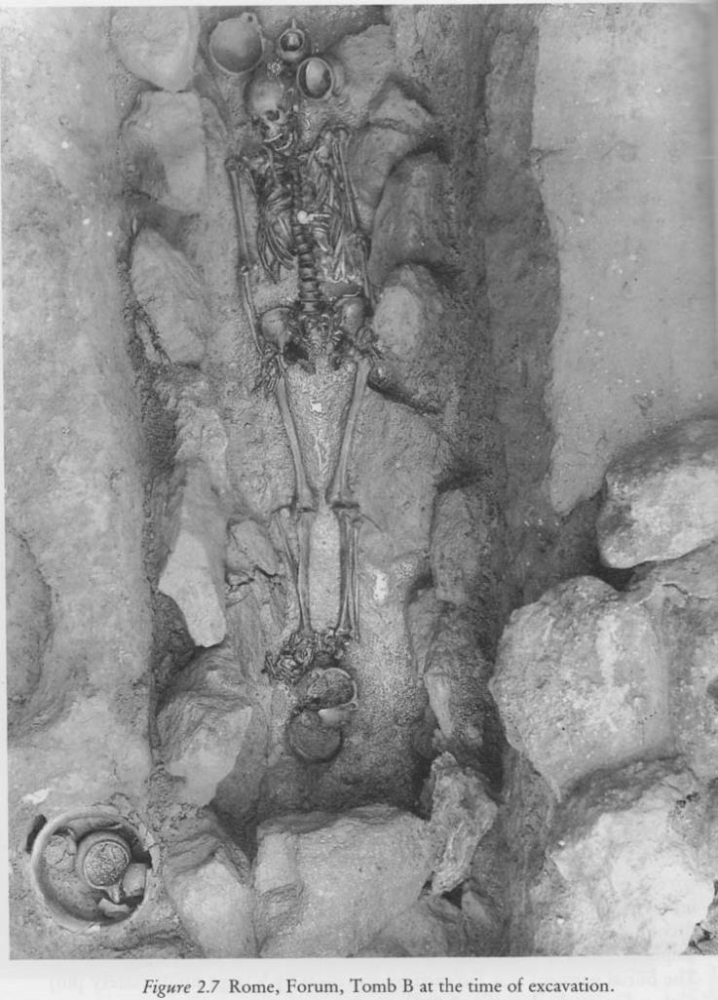 Figure 2.7 Rome, Forum, Tomb B at the time of excavation.